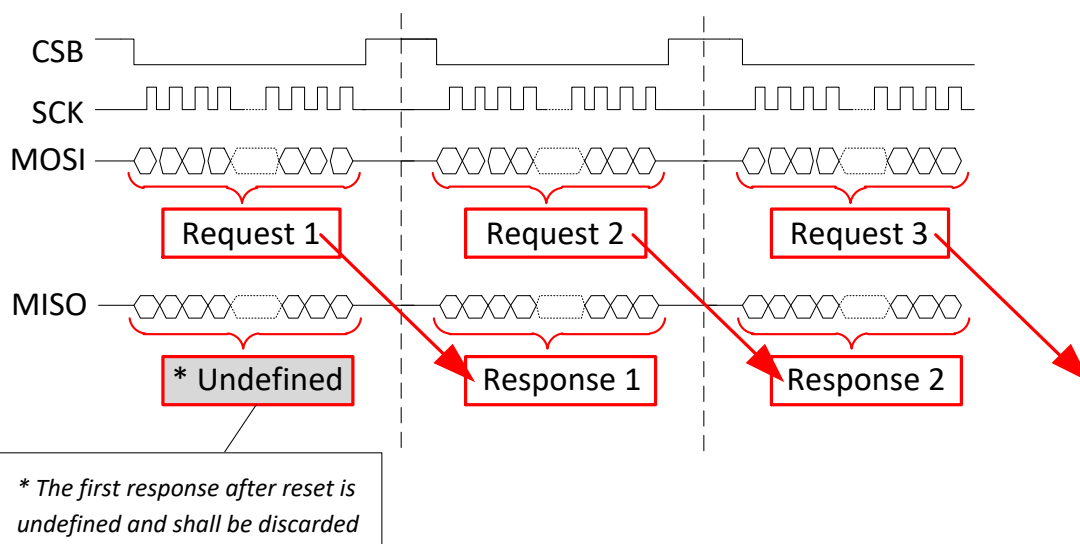 CSB
SCK
MOSI
Request 1
Request 2
Request 3
MISO
* Undefined
Response 1
Response 2
* The first response after reset is
undefined and shall be discarded